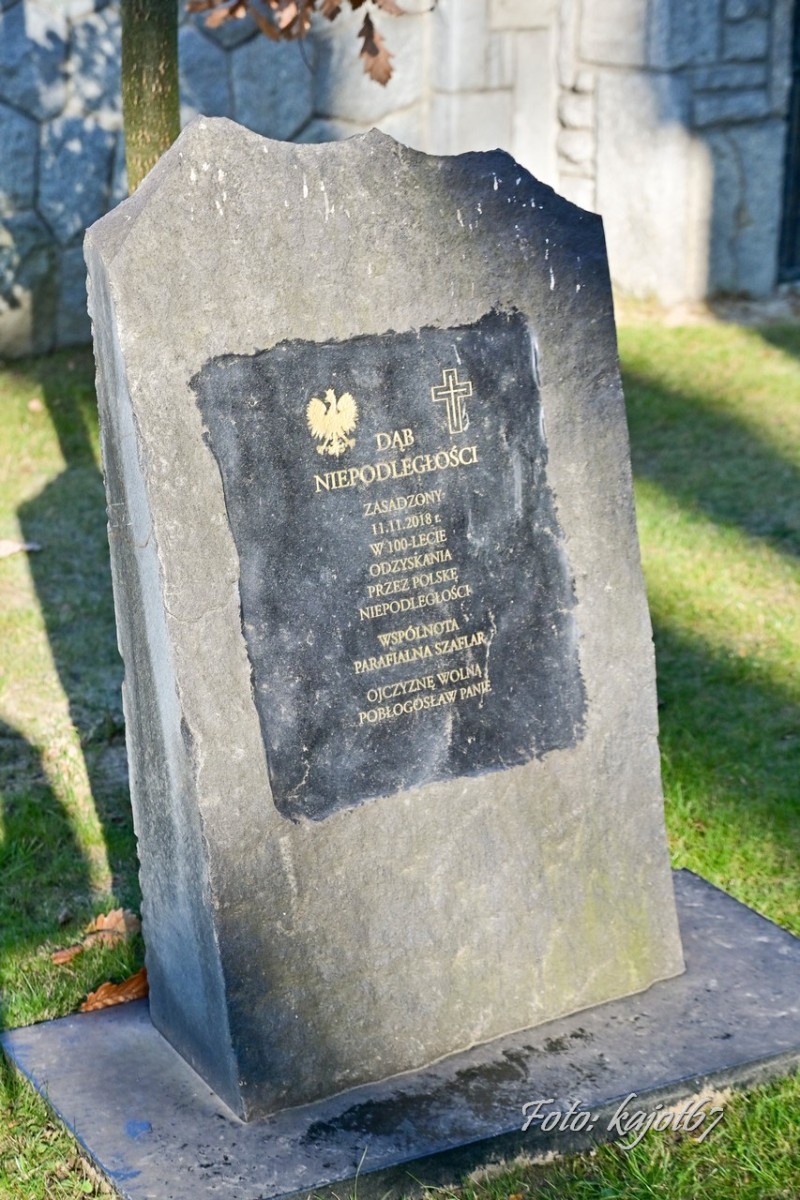 DĄB
NIEPODLEGŁOŚCI
ZASADZONY
11.11.2018 r.
W 100-LECIE
ODZYSKANIA
PRZEZ POLSKĘ
NIEPODLEGŁOŚCI
WSPÓLNOTA
PARAFIALNA SZAFLAR
OJCZYZNĘ WOLNĄ
POBŁOGOSŁAW PANIE
Foto: kajot67